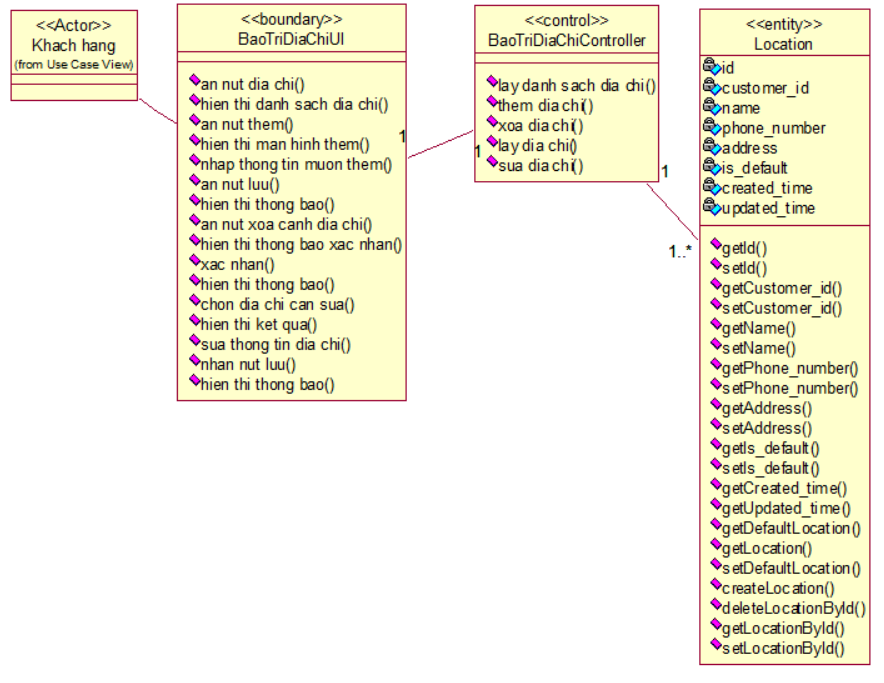 <<Actor>>
Khach hang
(from Use Case View)
<<boundary>>
BaoTriDiaChiUI
an nut dia chi()
hien thi danh sach dia chi()
an nut them()
hien thi man hinh them()
nhap thong tin muon them()
an nut luu()
hien thi thong bao()
an nut xoa canh dia chi()
hien thi thong bao xac nhan()
xac nhan()
hien thi thong bao()
chon dia chi can sua()
hien thi ket qua()
sua thong tin dia chi()
nhan nut luu()
hien thi thong bao()
1
1
<<control>>
BaoTriDiaChiController
lay danh sach dia chi()
them dia chi()
xoa dia chi()
lay dia chi()
sua dia chi()
1
1..*
<<entity>>
Location
id
customer_id
name
phone_number
address
is_default
created_time
updated_time
getId()
setId()
getCustomer_id()
setCustomer_id()
getName()
setName()
getPhone_number()
setPhone_number()
getAddress()
setAddress()
getIs_default()
setIs_default()
getCreated_time()
getUpdated_time()
getDefaultLocation()
getLocation()
setDefaultLocation()
createLocation()
deleteLocationById()
getLocationById()
setLocationById()